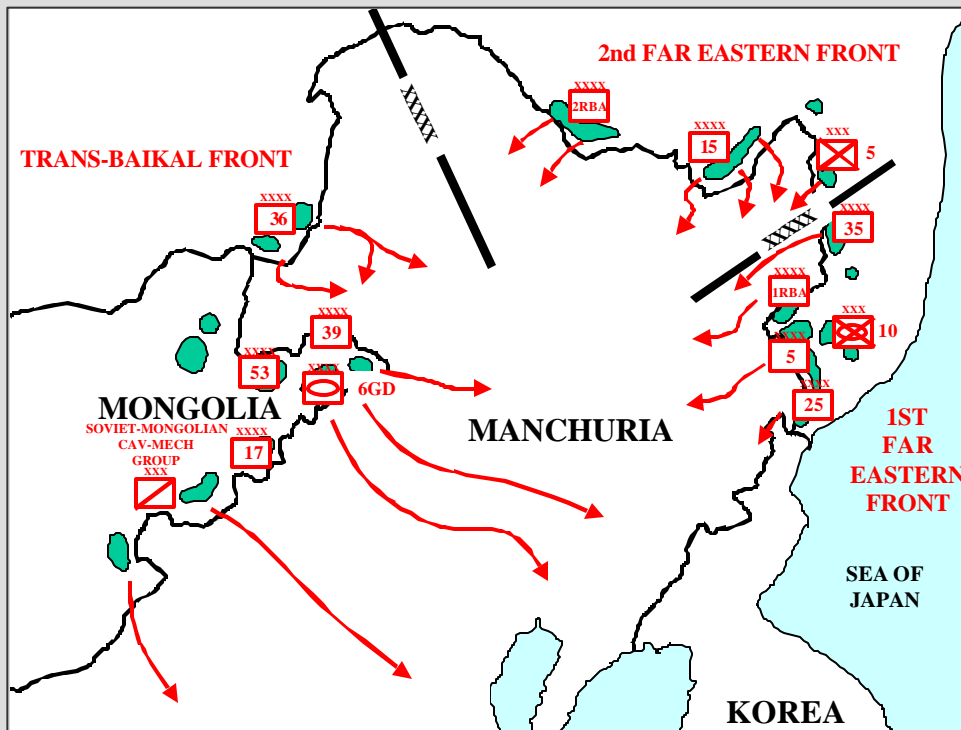 2nd FAR EASTERN FRONT
XXXXX
XXXX
2RBA
XXXX
15
XXX
5
TRANS-BAIKAL FRONT
XXXX
36
XXXXX
XXXX
35
XXXX
1RBA
XXXX
39
XXX
10
XXXX
5
XXXX
53
XXXX
6GD
XXXX
25
MONGOLIA
SOVIET-MONGOLIAN
CAV-MECH
GROUP
XXX
XXXX
17
MANCHURIA
1ST
FAR
EASTERN
FRONT
SEA OF
JAPAN
KOREA